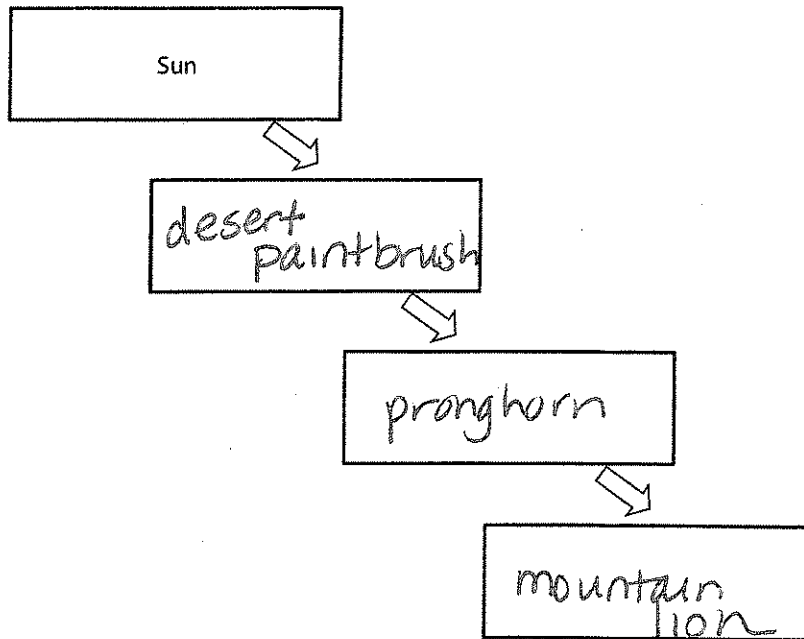 Sun
desert
paintbrush
pronghorn
mountain
lion